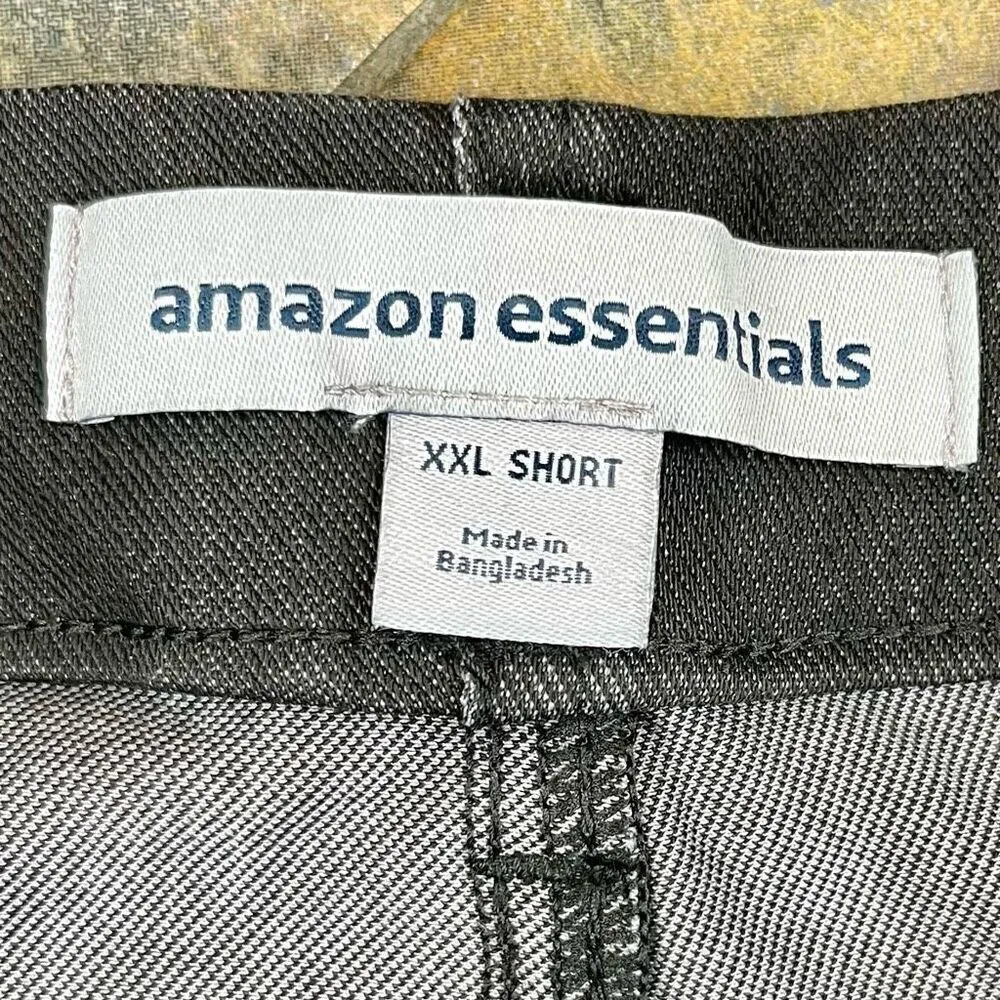 amazon essentials
XXL SHORT
Made in
Bangladesh